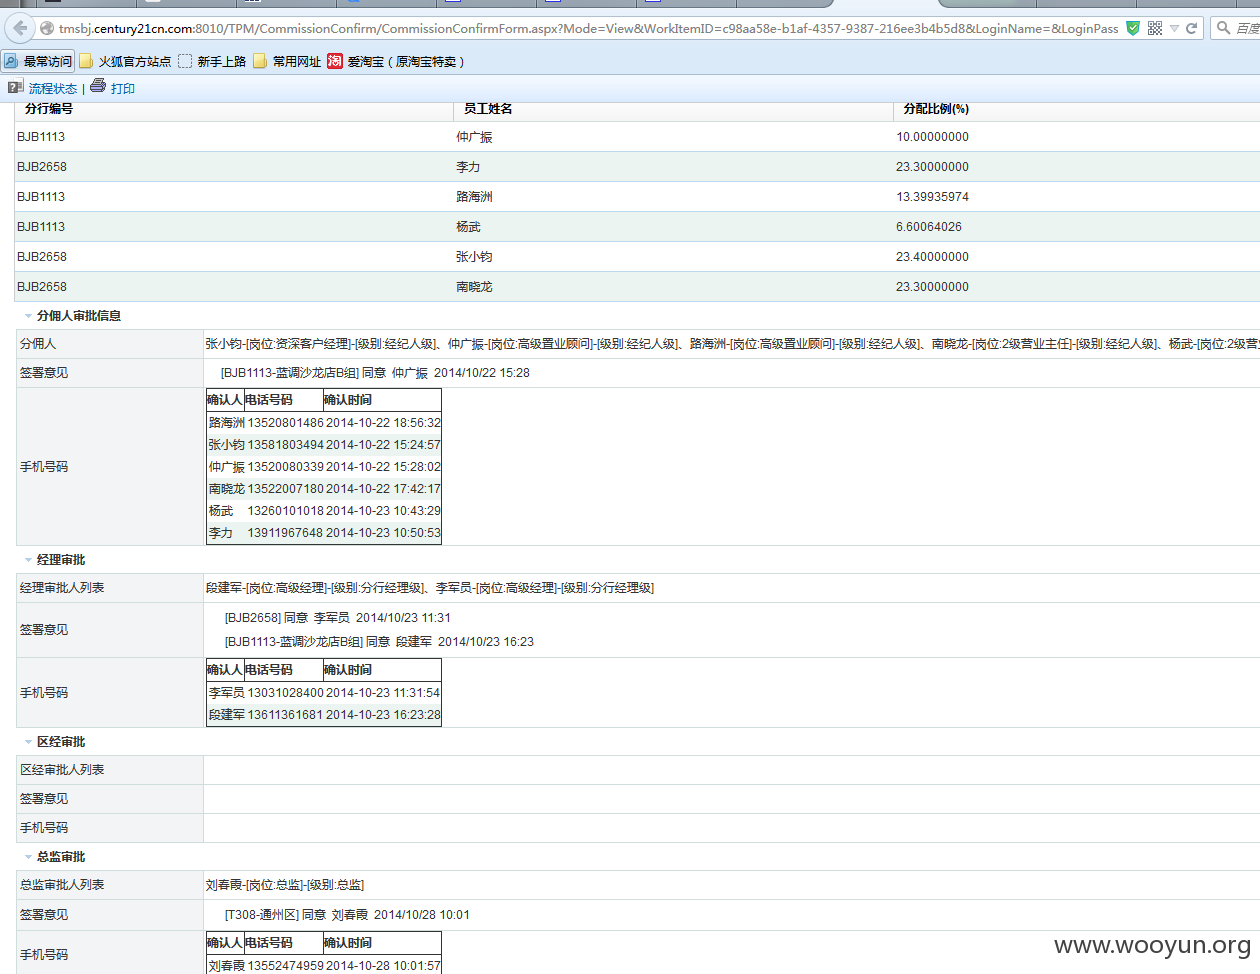 tmsbj.century21cn.com:8010/TPM/CommissionConfirm/CommissionConfirmForm.aspx?Mode=View&WorkItemID=c98aa58e-b1af-4357-9387-216ee3b4b5d8&LoginName=&LoginPass 百度
最常访问 火狐官方站点 新手上路 常用网址 淘 爱淘宝（原淘宝特卖）
流程状态 | 打印
分行编号 员工姓名 分配比例(%)
BJB1113 仲广振 10.00000000
BJB2658 李力 23.30000000
BJB1113 路海洲 13.39935974
BJB1113 杨武 6.60064026
BJB2658 张小钧 23.40000000
BJB2658 南晓龙 23.30000000
分佣人审批信息
分佣人 张小钧-[岗位:资深客户经理]-[级别:经纪人级]、仲广振-[岗位:高级置业顾问]-[级别:经纪人级]、路海洲-[岗位:高级置业顾问]-[级别:经纪人级]、南晓龙-[岗位:2级营业主任]-[级别:经纪人级]、杨武-[岗位:2级营
签署意见 [BJB1113-蓝调沙龙店B组] 同意 仲广振 2014/10/22 15:28
确认人 电话号码 确认时间
路海洲 13520801486 2014-10-22 18:56:32
张小钧 13581803494 2014-10-22 15:24:57
手机号码 仲广振 13520080339 2014-10-22 15:28:02
南晓龙 13522007180 2014-10-22 17:42:17
杨武 13260101018 2014-10-23 10:43:29
李力 13911967648 2014-10-23 10:50:53
经理审批
经理审批人列表 段建军-[岗位:高级经理]-[级别:分行经理级]、李军员-[岗位:高级经理]-[级别:分行经理级]
签署意见 [BJB2658] 同意 李军员 2014/10/23 11:31
[BJB1113-蓝调沙龙店B组] 同意 段建军 2014/10/23 16:23
确认人 电话号码 确认时间
手机号码 李军员 13031028400 2014-10-23 11:31:54
段建军 13611361681 2014-10-23 16:23:28
区经审批
区经审批人列表
签署意见
手机号码
总监审批
总监审批人列表 刘春霞-[岗位:总监]-[级别:总监]
签署意见 [T308-通州区] 同意 刘春霞 2014/10/28 10:01
确认人 电话号码 确认时间
手机号码 刘春霞 13552474959 2014-10-28 10:01:57
www.wooyun.org